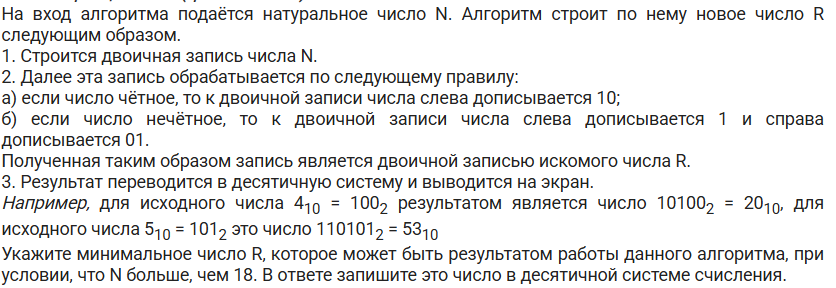 На вход алгоритма подаётся натуральное число N. Алгоритм строит по нему новое число R
следующим образом.
1. Строится двоичная запись числа N.
2. Далее эта запись обрабатывается по следующему правилу:
а) если число чётное, то к двоичной записи числа слева дописывается 10;
б) если число нечётное, то к двоичной записи числа слева дописывается 1 и справа
дописывается 01.
Полученная таким образом запись является двоичной записью искомого числа R.
3. Результат переводится в десятичную систему и выводится на экран.
Например, для исходного числа 4₁₀ = 100₂ результатом является число 10100₂ = 20₁₀, для
исходного числа 5₁₀ = 101₂ это число 110101₂ = 53₁₀
Укажите минимальное число R, которое может быть результатом работы данного алгоритма, при
условии, что N больше, чем 18. В ответе запишите это число в десятичной системе счисления.